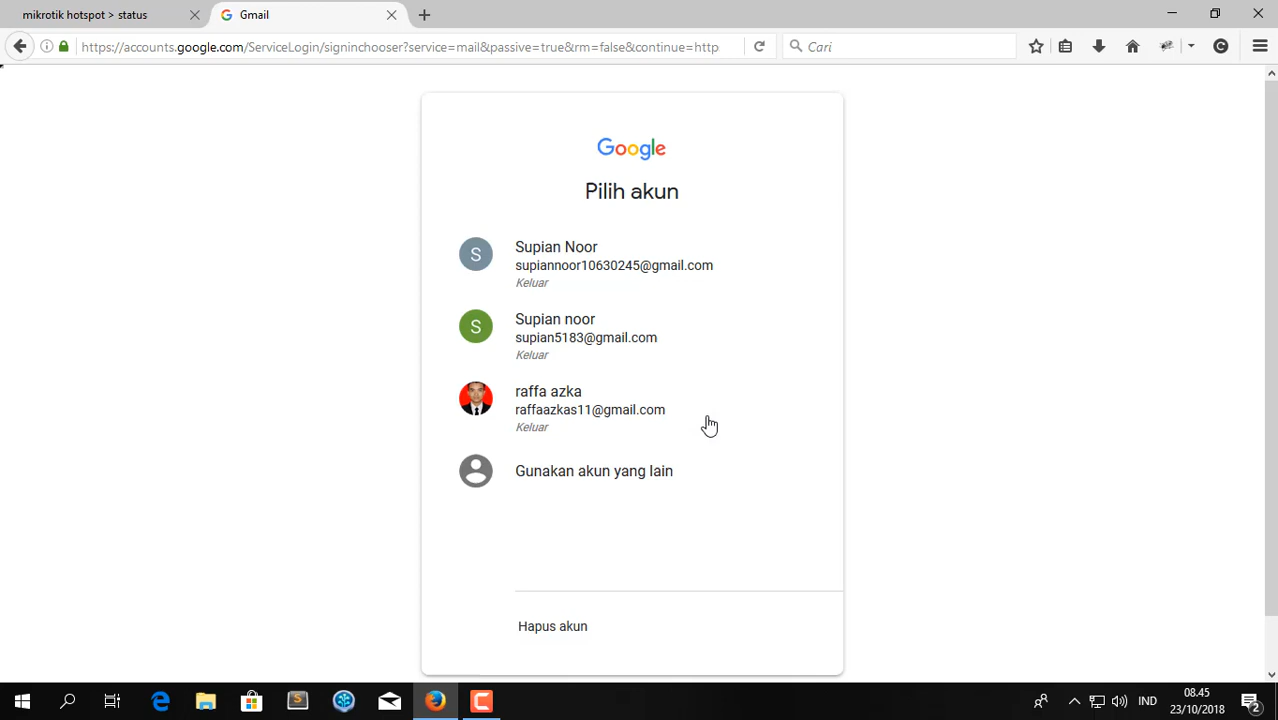 mikrotik hotspot > status
Gmail
https://accounts.google.com/ServiceLogin/signinchooser?service=mail&passive=true&rm=false&continue=http
Cari
Google
Pilih akun
S
Supian Noor
supiannoor10630245@gmail.com
Keluar
S
Supian noor
supian5183@gmail.com
Keluar
raffa azka
raffaazkas11@gmail.com
Keluar
Gunakan akun yang lain
Hapus akun
IND
08.45
23/10/2018
2